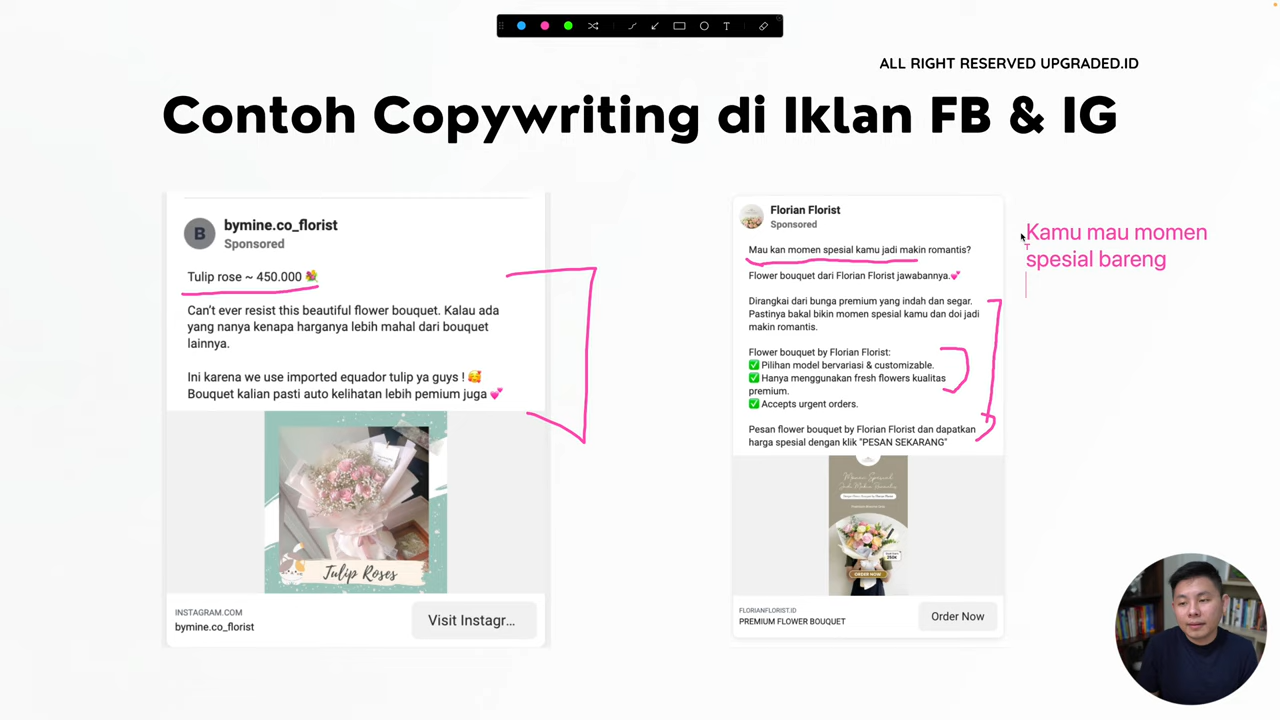 T
ALL RIGHT RESERVED UPGRADED.ID
Contoh Copywriting di Iklan FB & IG
B
bymine.co_florist
Sponsored
Tulip rose ~ 450.000 💐
Can't ever resist this beautiful flower bouquet. Kalau ada
yang nanya kenapa harganya lebih mahal dari bouquet
lainnya.
Ini karena we use imported equador tulip ya guys ! 🥰
Bouquet kalian pasti auto kelihatan lebih pemium juga 💕
Tulip Roses
INSTAGRAM.COM
bymine.co_florist
Visit Instagr...
Florian Florist
Sponsored
Mau kan momen spesial kamu jadi makin romantis?
Flower bouquet dari Florian Florist jawabannya.💕
Dirangkai dari bunga premium yang indah dan segar.
Pastinya bakal bikin momen spesial kamu dan doi jadi
makin romantis.
Flower bouquet by Florian Florist:
✅ Pilihan model bervariasi & customizable.
✅ Hanya menggunakan fresh flowers kualitas
premium.
✅ Accepts urgent orders.
Pesan flower bouquet by Florian Florist dan dapatkan
harga spesial dengan klik "PESAN SEKARANG"
Momen Spesial
Jadi Makin Romantis
ORDER NOW
FLORIANFLORIST.ID
PREMIUM FLOWER BOUQUET
Order Now
Kamu mau momen
spesial bareng